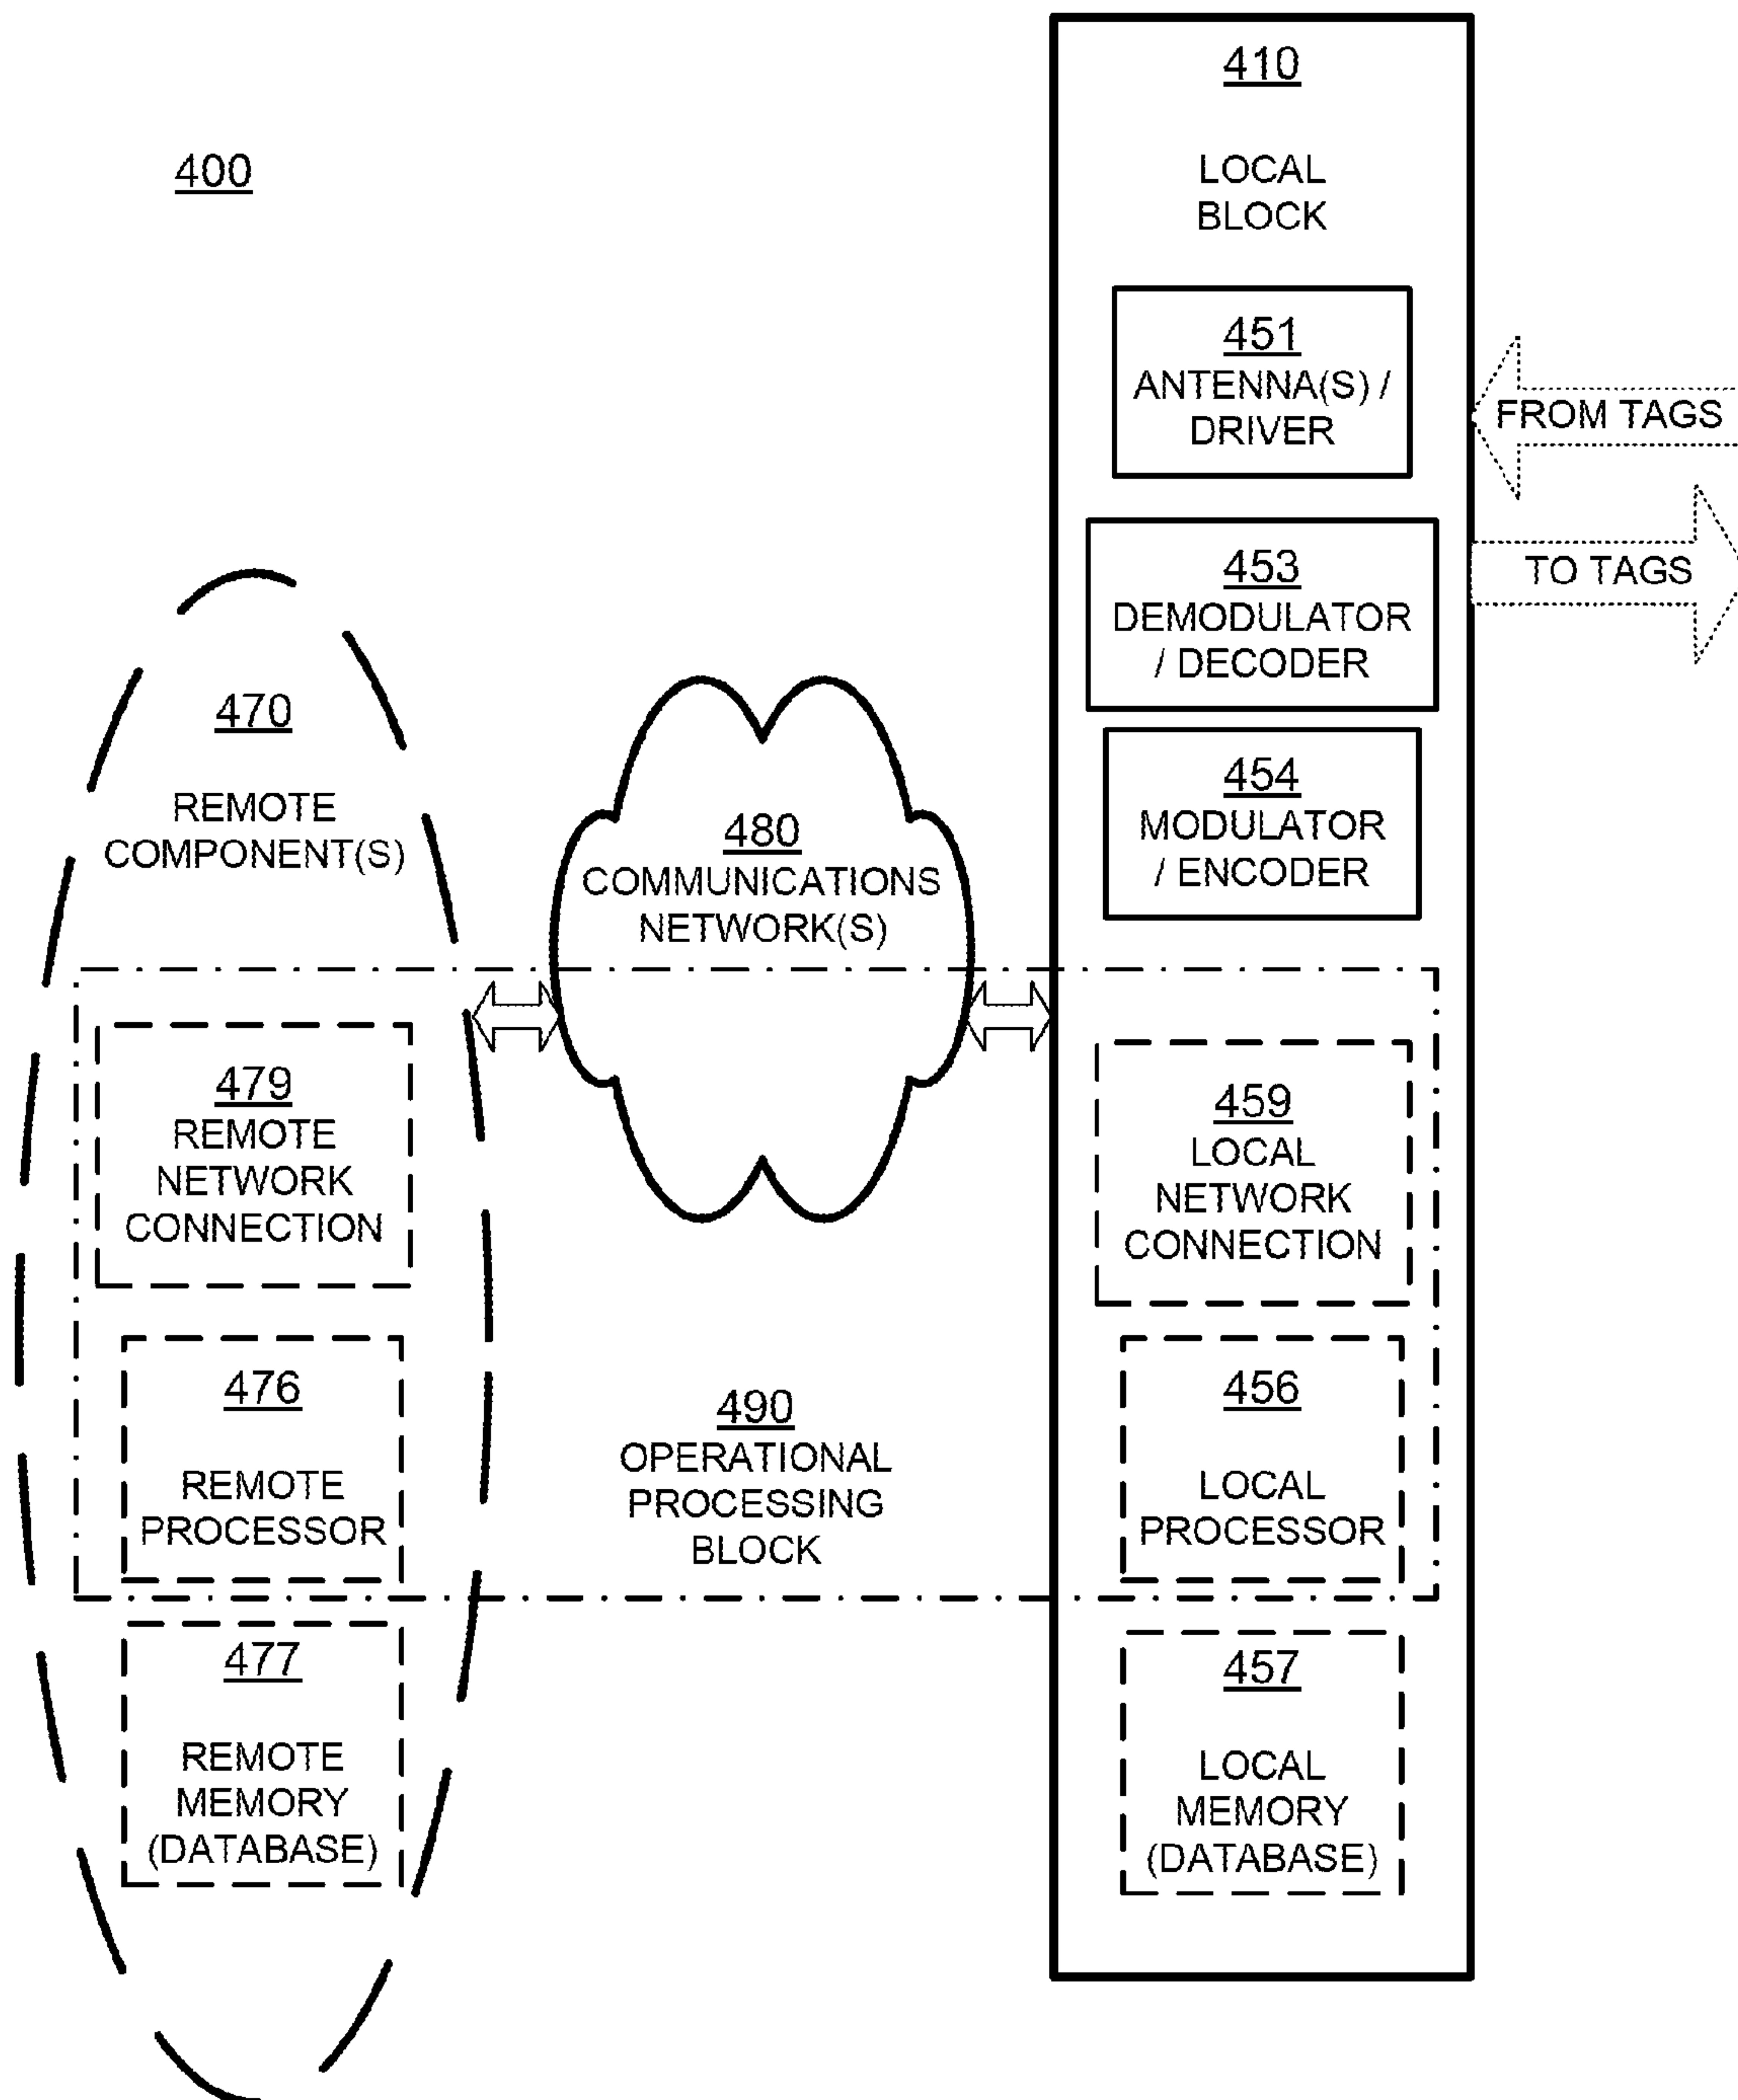 400
410
LOCAL
BLOCK
451
ANTENNA(S) /
DRIVER
FROM TAGS
453
DEMODULATOR
/ DECODER
TO TAGS
454
MODULATOR
/ ENCODER
470
REMOTE
COMPONENT(S)
480
COMMUNICATIONS
NETWORK(S)
479
REMOTE
NETWORK
CONNECTION
459
LOCAL
NETWORK
CONNECTION
476
REMOTE
PROCESSOR
490
OPERATIONAL
PROCESSING
BLOCK
456
LOCAL
PROCESSOR
477
REMOTE
MEMORY
(DATABASE)
457
LOCAL
MEMORY
(DATABASE)